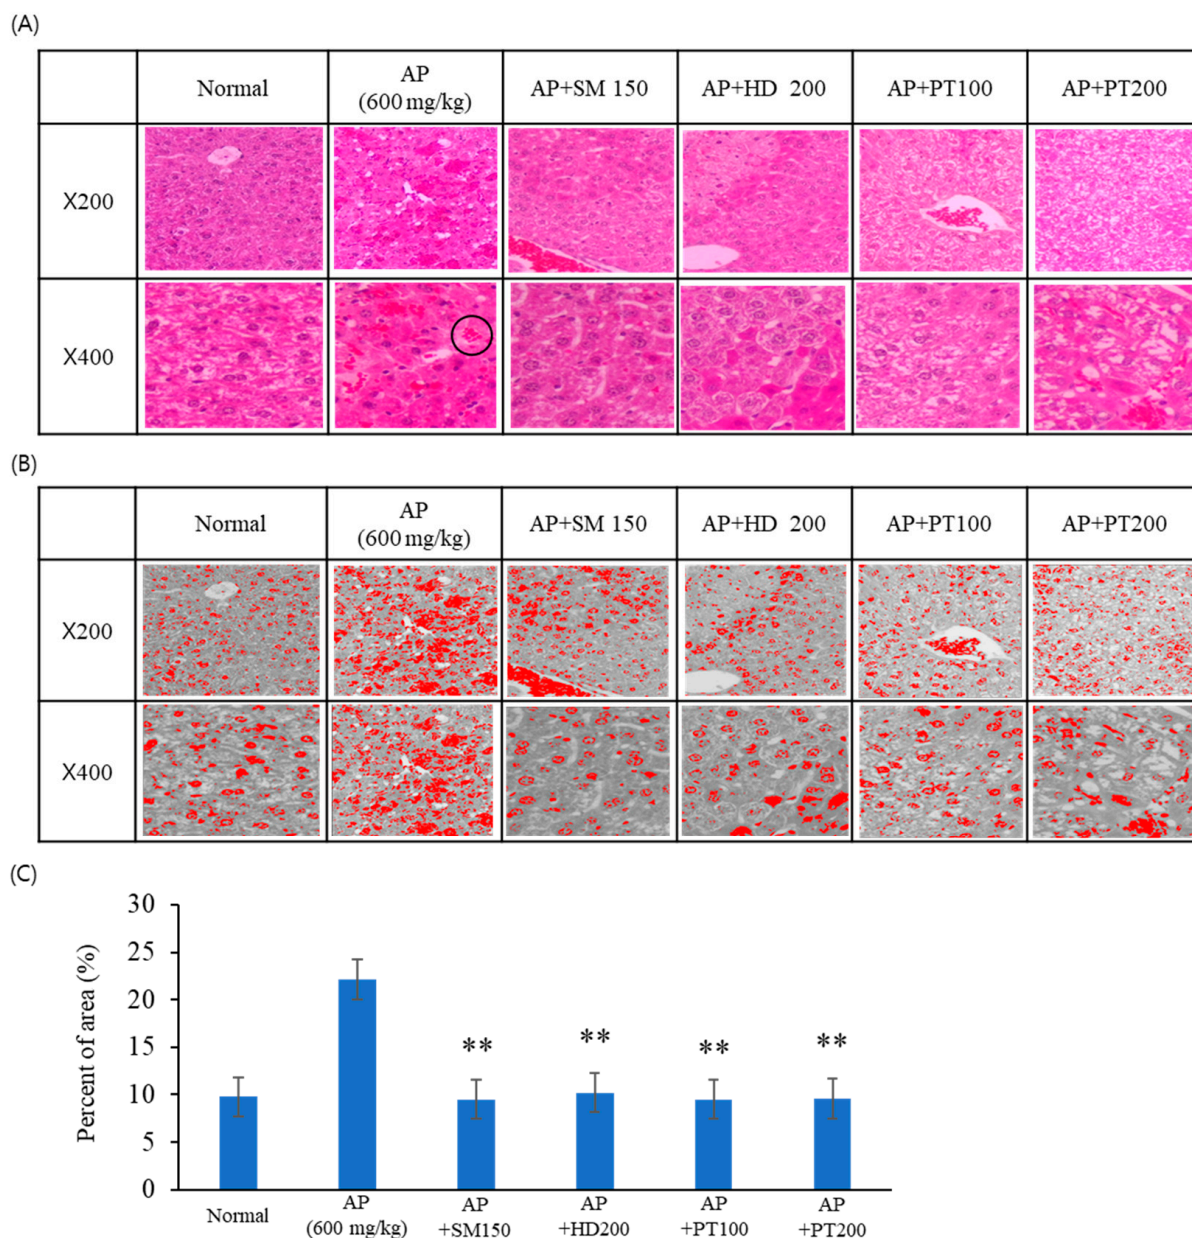 (A)
Normal
AP
(600 mg/kg)
AP+SM 150
AP+HD 200
AP+PT100
AP+PT200
X200
X400
(B)
Normal
AP
(600 mg/kg)
AP+SM 150
AP+HD 200
AP+PT100
AP+PT200
X200
X400
(C)
Percent of area (%)
30
25
20
15
10
5
0
**
**
**
**
Normal
AP
(600 mg/kg)
AP
+SM150
AP
+HD200
AP
+PT100
AP
+PT200